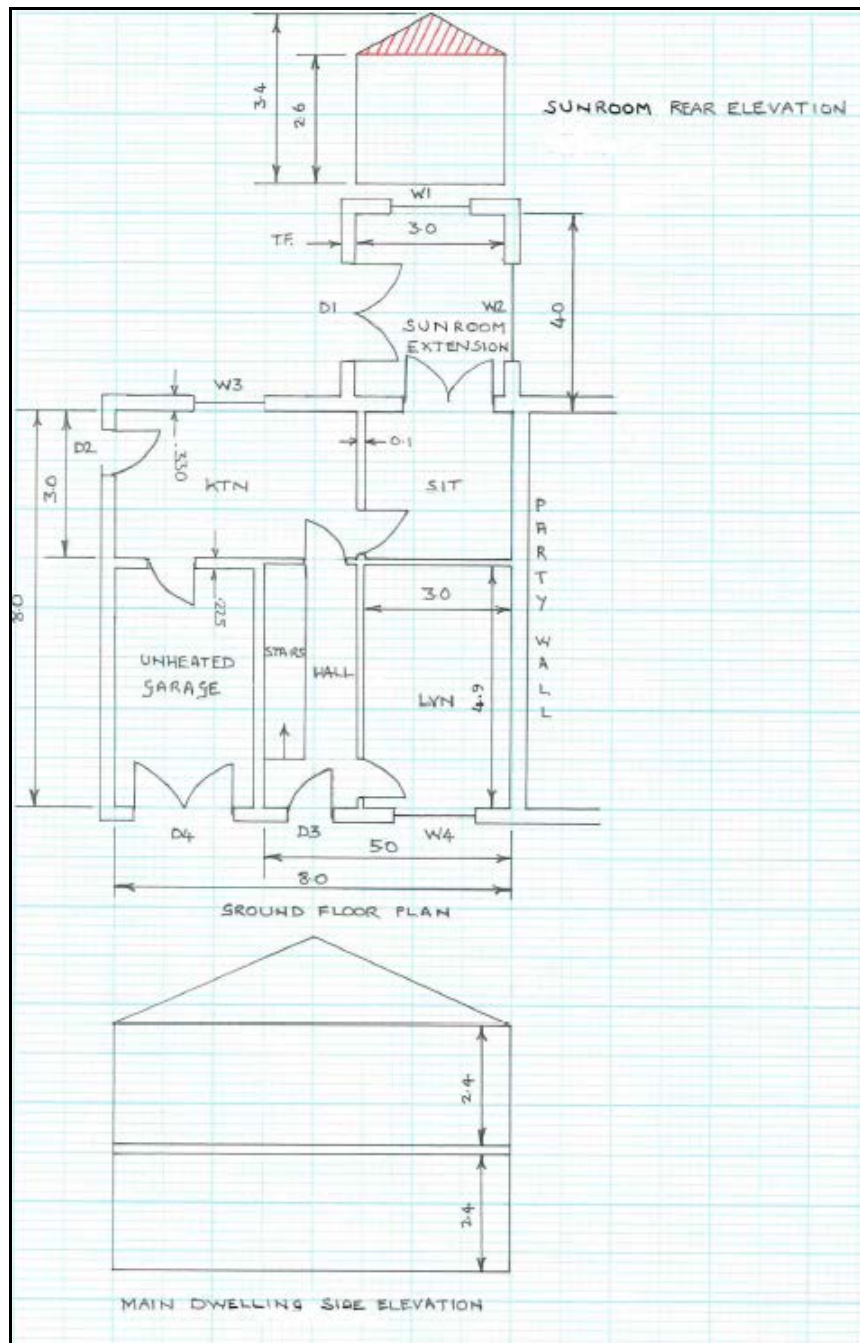 3.4
2.6
SUNROOM REAR ELEVATION
W1
T.F.
3.0
D1
W2
4.0
SUNROOM
EXTENSION
W3
D2
.330
0.1
3.0
KTN
SIT
PARTY WALL
8.0
.225
3.0
STAIRS
UNHEATED
GARAGE
HALL
LVN
4.9
D4
D3
W4
5.0
8.0
GROUND FLOOR PLAN
2.4
2.4
MAIN DWELLING SIDE ELEVATION